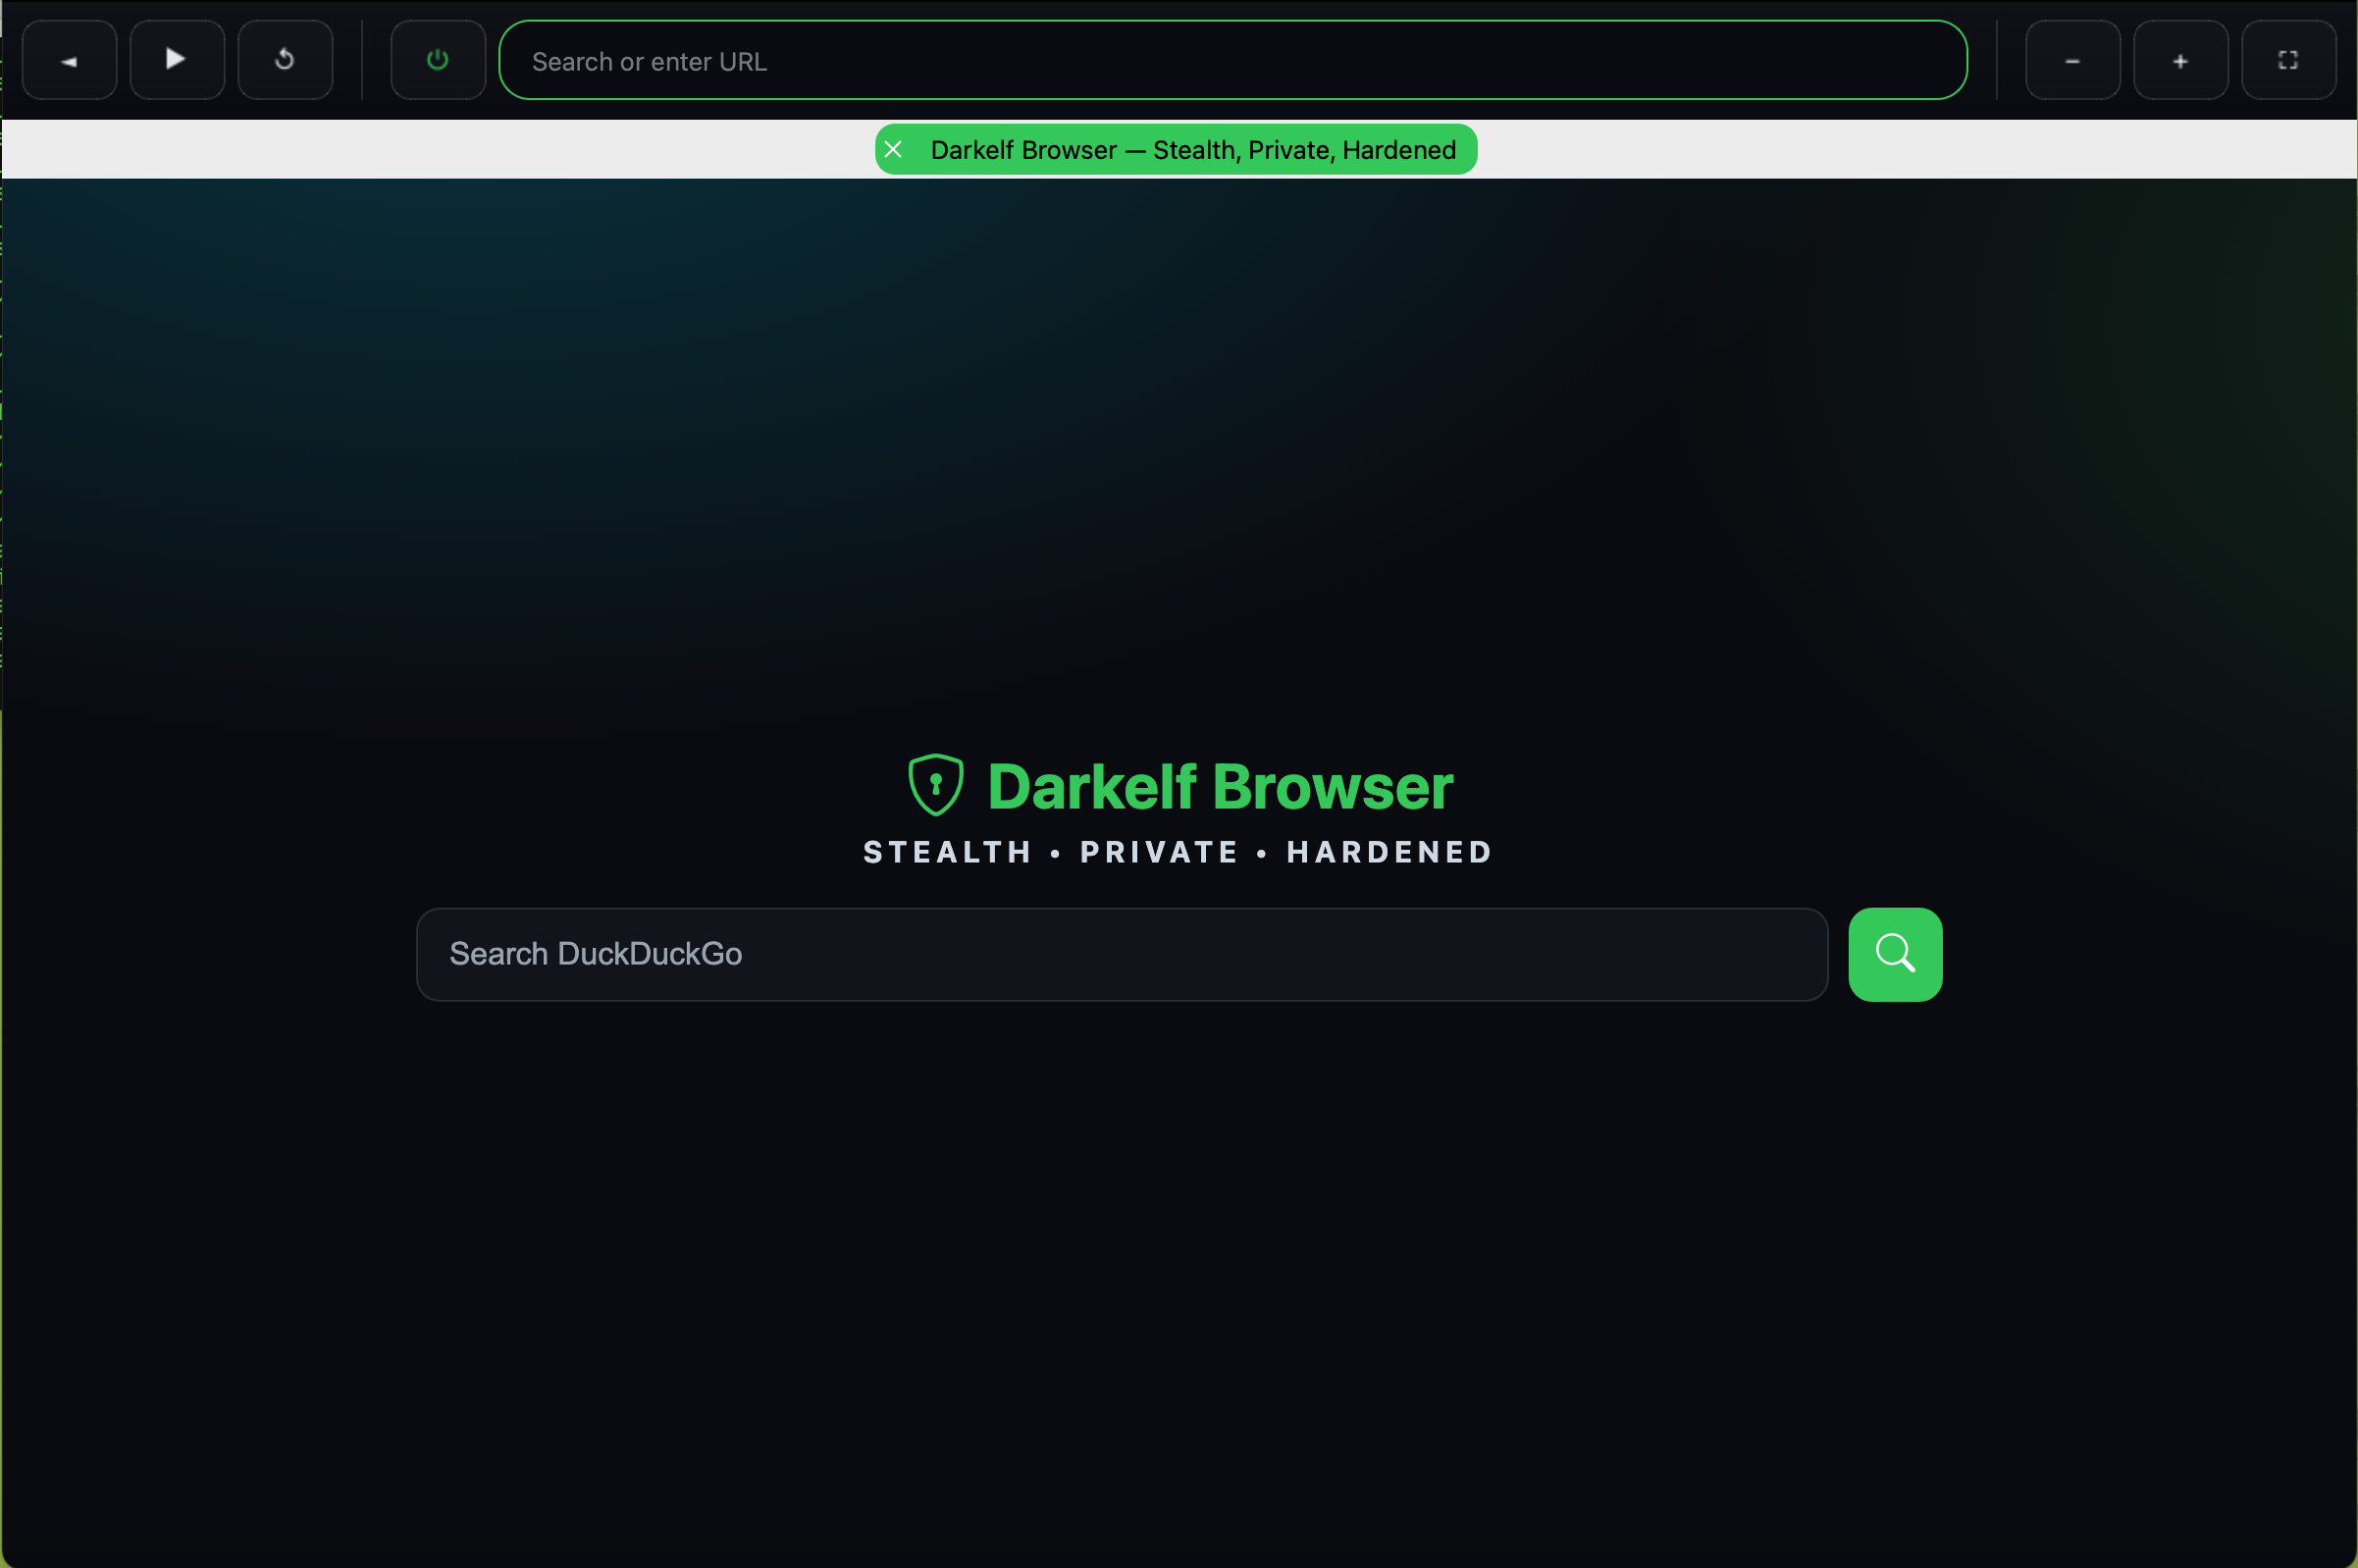 Search or enter URL
Darkelf Browser — Stealth, Private, Hardened
Darkelf Browser
STEALTH • PRIVATE • HARDENED
Search DuckDuckGo